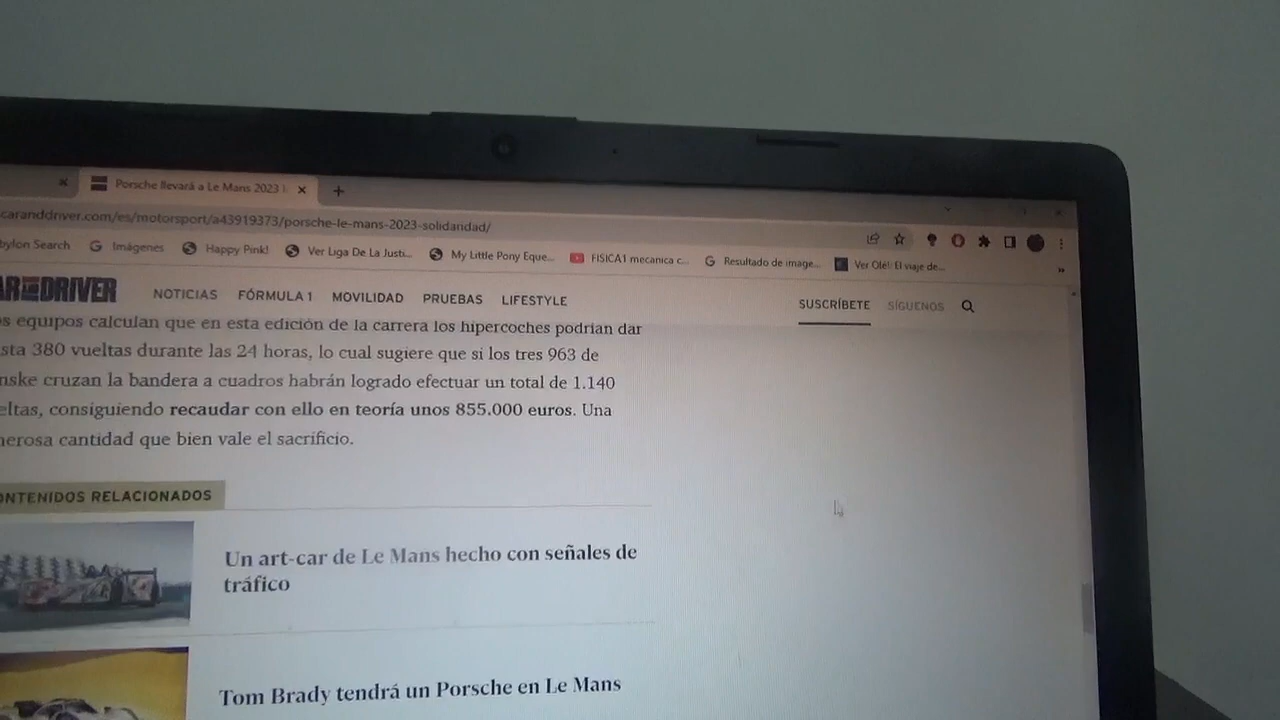 Porsche llevará a Le Mans 2023
caranddriver.com/es/motorsport/a43919373/porsche-le-mans-2023-solidaridad/
Search
Imágenes
Happy Pink!
Ver Liga De La Justi...
My Little Pony Eque...
FISICA1 mecanica c...
Resultado de image...
Ver Olé!: El viaje de...
DRIVER
NOTICIAS FÓRMULA 1 MOVILIDAD PRUEBAS LIFESTYLE
SUSCRÍBETE SÍGUENOS
equipos calculan que en esta edición de la carrera los hipercoches podrían dar
sta 380 vueltas durante las 24 horas, lo cual sugiere que si los tres 963 de
nske cruzan la bandera a cuadros habrán logrado efectuar un total de 1.140
eltas, consiguiendo recaudar con ello en teoría unos 855.000 euros. Una
nerosa cantidad que bien vale el sacrificio.
ONTENIDOS RELACIONADOS
Un art-car de Le Mans hecho con señales de
tráfico
Tom Brady tendrá un Porsche en Le Mans